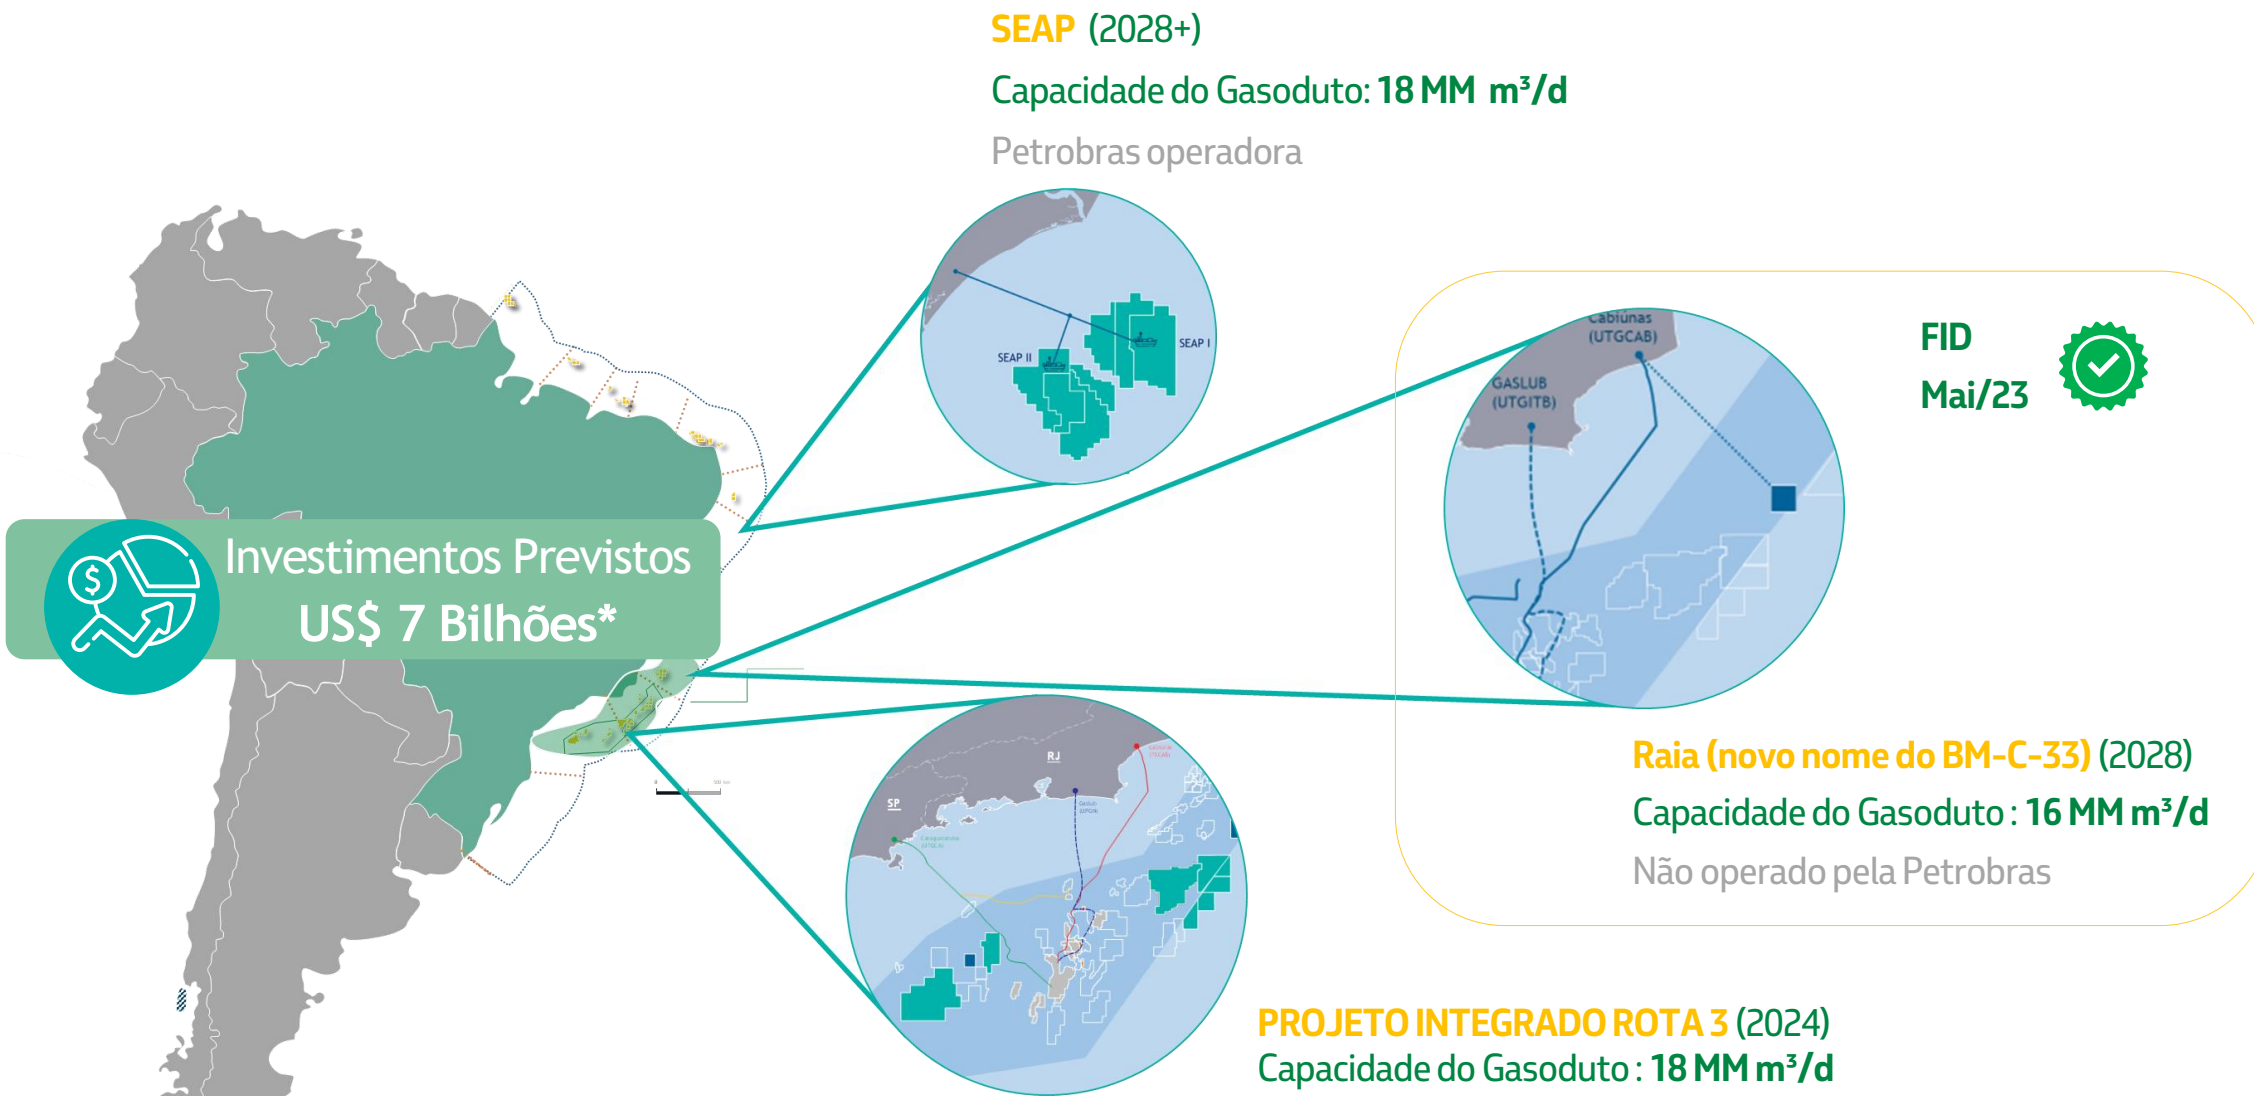 SEAP (2028+)
Capacidade do Gasoduto: 18 MM m³/d
Petrobras operadora
SEAP I
SEAP II
Investimentos Previstos
US$ 7 Bilhões*
$
Cabiúnas
(UTGCAB)
GASLUB
(UTGITB)
FID
Mai/23
Raia (novo nome do BM-C-33) (2028)
Capacidade do Gasoduto : 16 MM m³/d
Não operado pela Petrobras
RJ
SP
PROJETO INTEGRADO ROTA 3 (2024)
Capacidade do Gasoduto : 18 MM m³/d